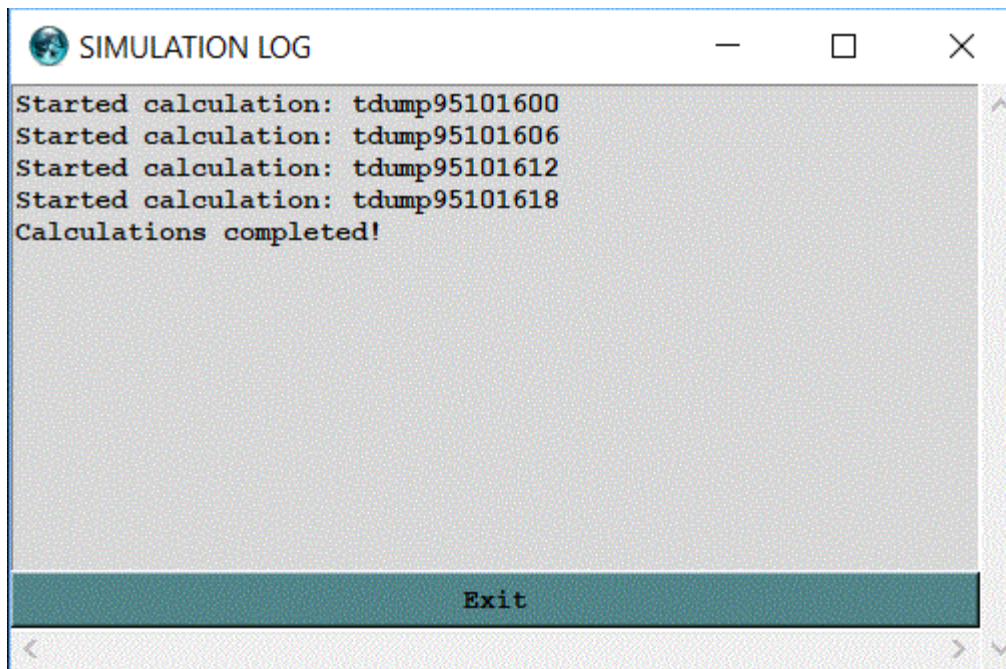 SIMULATION LOG
Started calculation: tdump95101600
Started calculation: tdump95101606
Started calculation: tdump95101612
Started calculation: tdump95101618
Calculations completed!
Exit